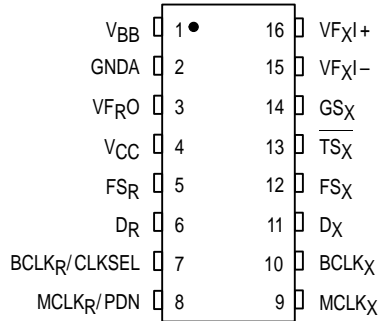 VBB 1 16 VFXI+
GNDA 2 15 VFXI–
VFRO 3 14 GSX
VCC 4 13 TSX
FSR 5 12 FSX
DR 6 11 DX
BCLKR/CLKSEL 7 10 BCLKX
MCLKR/PDN 8 9 MCLKX